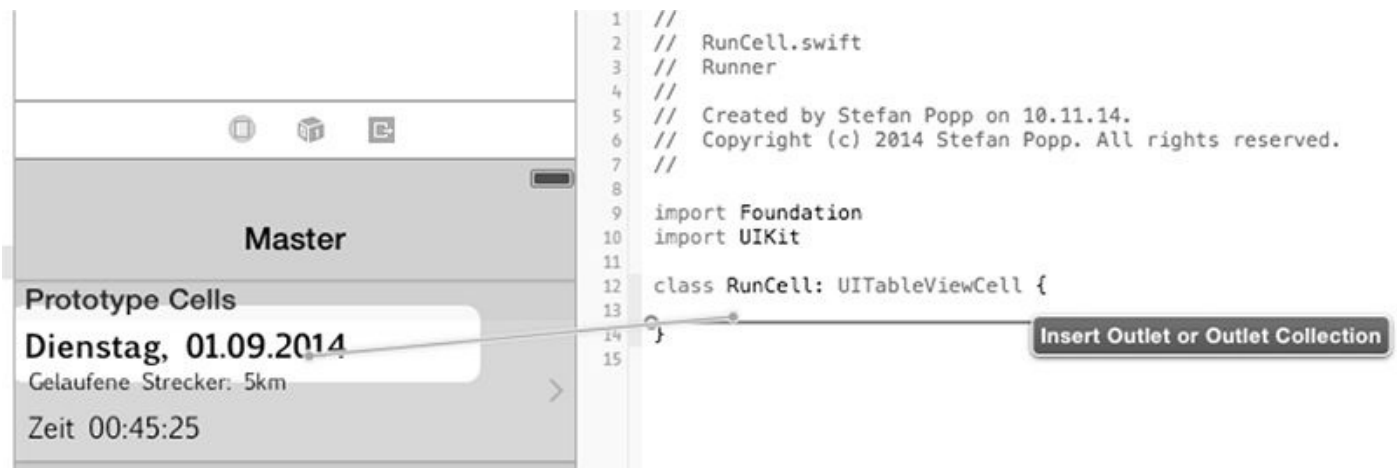 Master
Prototype Cells
Dienstag, 01.09.2014
Gelaufene Strecker: 5km
Zeit 00:45:25
1 //
2 // RunCell.swift
3 // Runner
4 //
5 // Created by Stefan Popp on 10.11.14.
6 // Copyright (c) 2014 Stefan Popp. All rights reserved.
7 //
8
9 import Foundation
10 import UIKit
11
12 class RunCell: UITableViewCell {
13
14 }
15
Insert Outlet or Outlet Collection